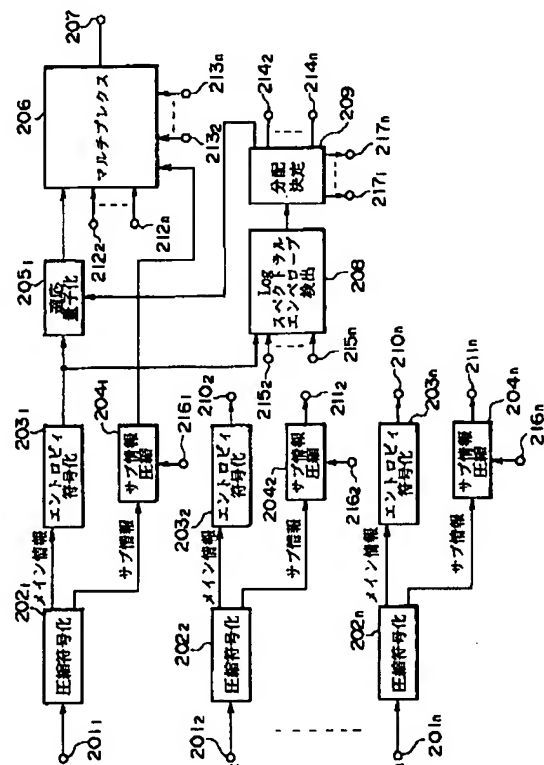 201₁
202₁
圧縮符号化
メイン情報
203₁
エントロピィ
符号化
サブ情報
204₁
サブ情報
圧縮
216₁
205₁
適応
量子化
206
マルチプレクス
207
212₂
212n
213₂
213n
201₂
202₂
圧縮符号化
メイン情報
203₂
エントロピィ
符号化
210₂
サブ情報
204₂
サブ情報
圧縮
211₂
216₂
215₂
215n
Log
スペクトラル
エンベロープ
検出
208
分配
決定
209
214₂
214n
217₁
217n
201n
202n
圧縮符号化
メイン情報
203n
エントロピィ
符号化
210n
サブ情報
204n
サブ情報
圧縮
211n
216n